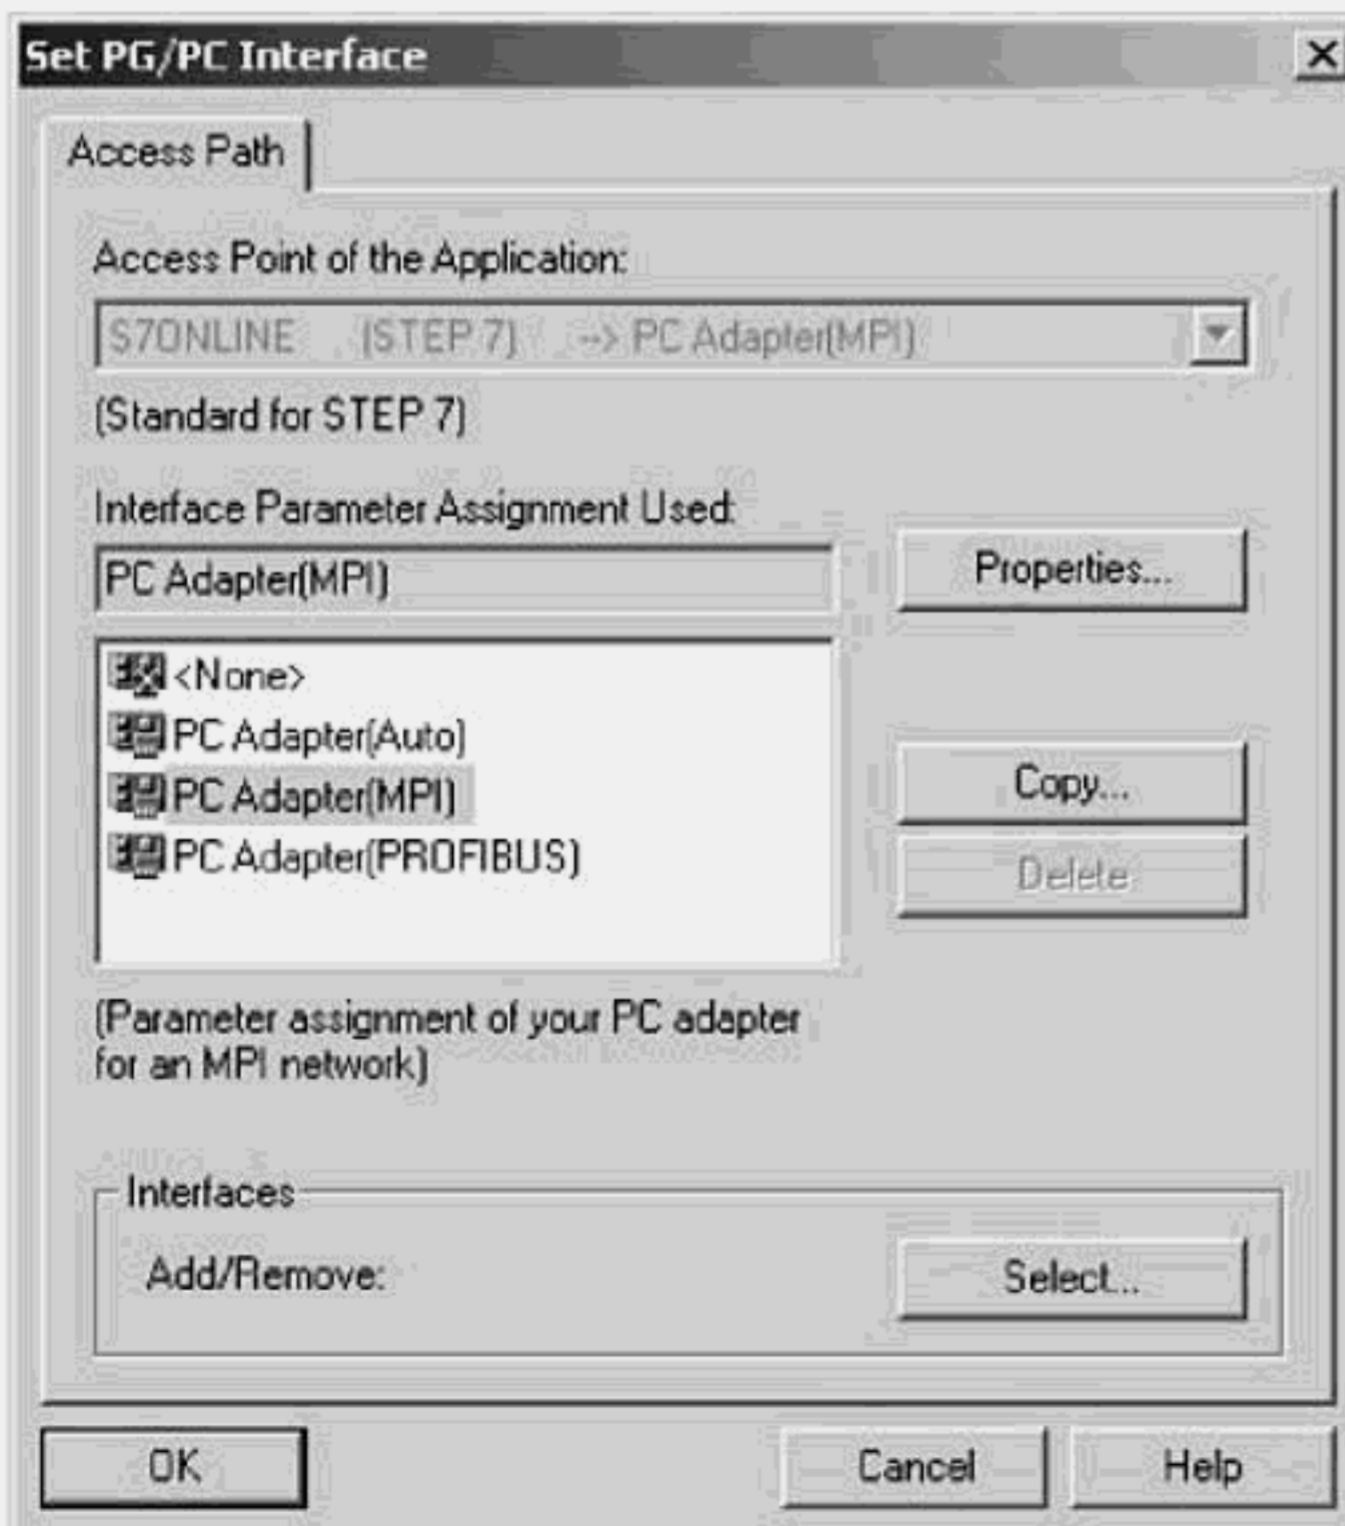 Set PG/PC Interface
Access Path
Access Point of the Application:
S7ONLINE (STEP 7) --> PC Adapter(MPI)
(Standard for STEP 7)
Interface Parameter Assignment Used:
PC Adapter(MPI)
Properties...
<None>
PC Adapter(Auto)
PC Adapter(MPI)
PC Adapter(PROFIBUS)
Copy...
Delete
(Parameter assignment of your PC adapter
for an MPI network)
Interfaces
Add/Remove:
Select...
OK
Cancel
Help